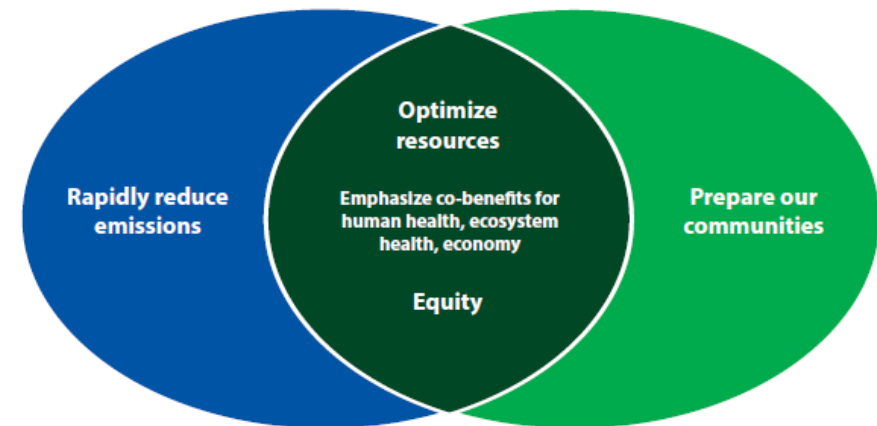 Rapidly reduce
emissions
Optimize
resources
Emphasize co-benefits for
human health, ecosystem
health, economy
Equity
Prepare our
communities